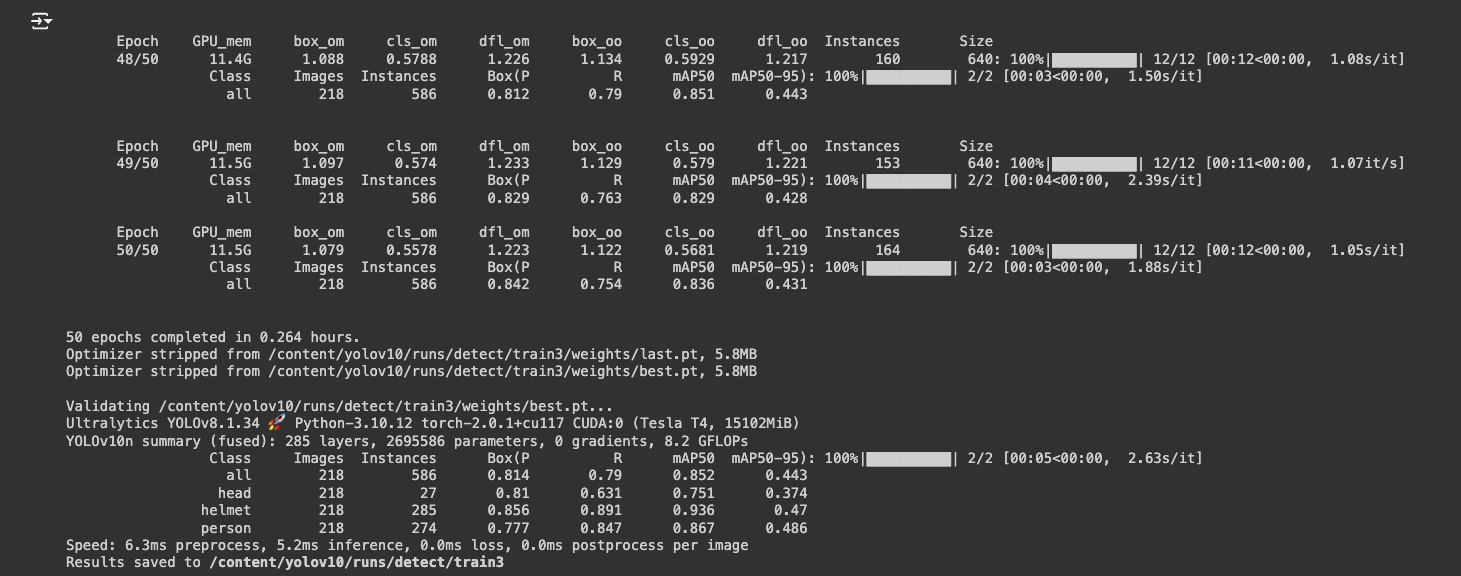 Epoch GPU_mem box_om cls_om dfl_om box_oo cls_oo dfl_oo Instances Size
48/50 11.4G 1.088 0.5788 1.226 1.134 0.5929 1.217 160 640: 100%|██████████| 12/12 [00:12<00:00, 1.08s/it]
Class Images Instances Box(P R mAP50 mAP50-95): 100%|██████████| 2/2 [00:03<00:00, 1.50s/it]
all 218 586 0.812 0.79 0.851 0.443
Epoch GPU_mem box_om cls_om dfl_om box_oo cls_oo dfl_oo Instances Size
49/50 11.5G 1.097 0.574 1.233 1.129 0.579 1.221 153 640: 100%|██████████| 12/12 [00:11<00:00, 1.07it/s]
Class Images Instances Box(P R mAP50 mAP50-95): 100%|██████████| 2/2 [00:04<00:00, 2.39s/it]
all 218 586 0.829 0.763 0.829 0.428
Epoch GPU_mem box_om cls_om dfl_om box_oo cls_oo dfl_oo Instances Size
50/50 11.5G 1.079 0.5578 1.223 1.122 0.5681 1.219 164 640: 100%|██████████| 12/12 [00:12<00:00, 1.05s/it]
Class Images Instances Box(P R mAP50 mAP50-95): 100%|██████████| 2/2 [00:03<00:00, 1.88s/it]
all 218 586 0.842 0.754 0.836 0.431
50 epochs completed in 0.264 hours.
Optimizer stripped from /content/yolov10/runs/detect/train3/weights/last.pt, 5.8MB
Optimizer stripped from /content/yolov10/runs/detect/train3/weights/best.pt, 5.8MB
Validating /content/yolov10/runs/detect/train3/weights/best.pt...
Ultralytics YOLOv8.1.34 🚀 Python-3.10.12 torch-2.0.1+cu117 CUDA:0 (Tesla T4, 15102MiB)
YOLOv10n summary (fused): 285 layers, 2695586 parameters, 0 gradients, 8.2 GFLOPs
Class Images Instances Box(P R mAP50 mAP50-95): 100%|██████████| 2/2 [00:05<00:00, 2.63s/it]
all 218 586 0.814 0.79 0.852 0.443
head 218 27 0.81 0.631 0.751 0.374
helmet 218 285 0.856 0.891 0.936 0.47
person 218 274 0.777 0.847 0.867 0.486
Speed: 6.3ms preprocess, 5.2ms inference, 0.0ms loss, 0.0ms postprocess per image
Results saved to /content/yolov10/runs/detect/train3